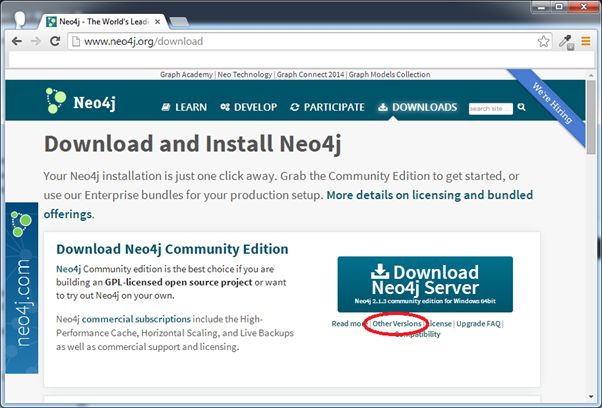 Neo4j - The World's Leadi
www.neo4j.org/download
Graph Academy | Neo Technology | Graph Connect 2014 | Graph Models Collection
Neo4j
LEARN
DEVELOP
PARTICIPATE
DOWNLOADS
search site ...
We're Hiring
Download and Install Neo4j
Your Neo4j installation is just one click away. Grab the Community Edition to get started, or
use our Enterprise bundles for your production setup. More details on licensing and bundled
offerings.
neo4j.com
Download Neo4j Community Edition
Neo4j Community edition is the best choice if you are
building an GPL-licensed open source project or want
to try out Neo4j on your own.
Neo4j commercial subscriptions include the High-
Performance Cache, Horizontal Scaling, and Live Backups
as well as commercial support and licensing.
Download
Neo4j Server
Neo4j 2.1.3 community edition for Windows 64bit
Read more | Other Versions | License | Upgrade FAQ |
Compatibility